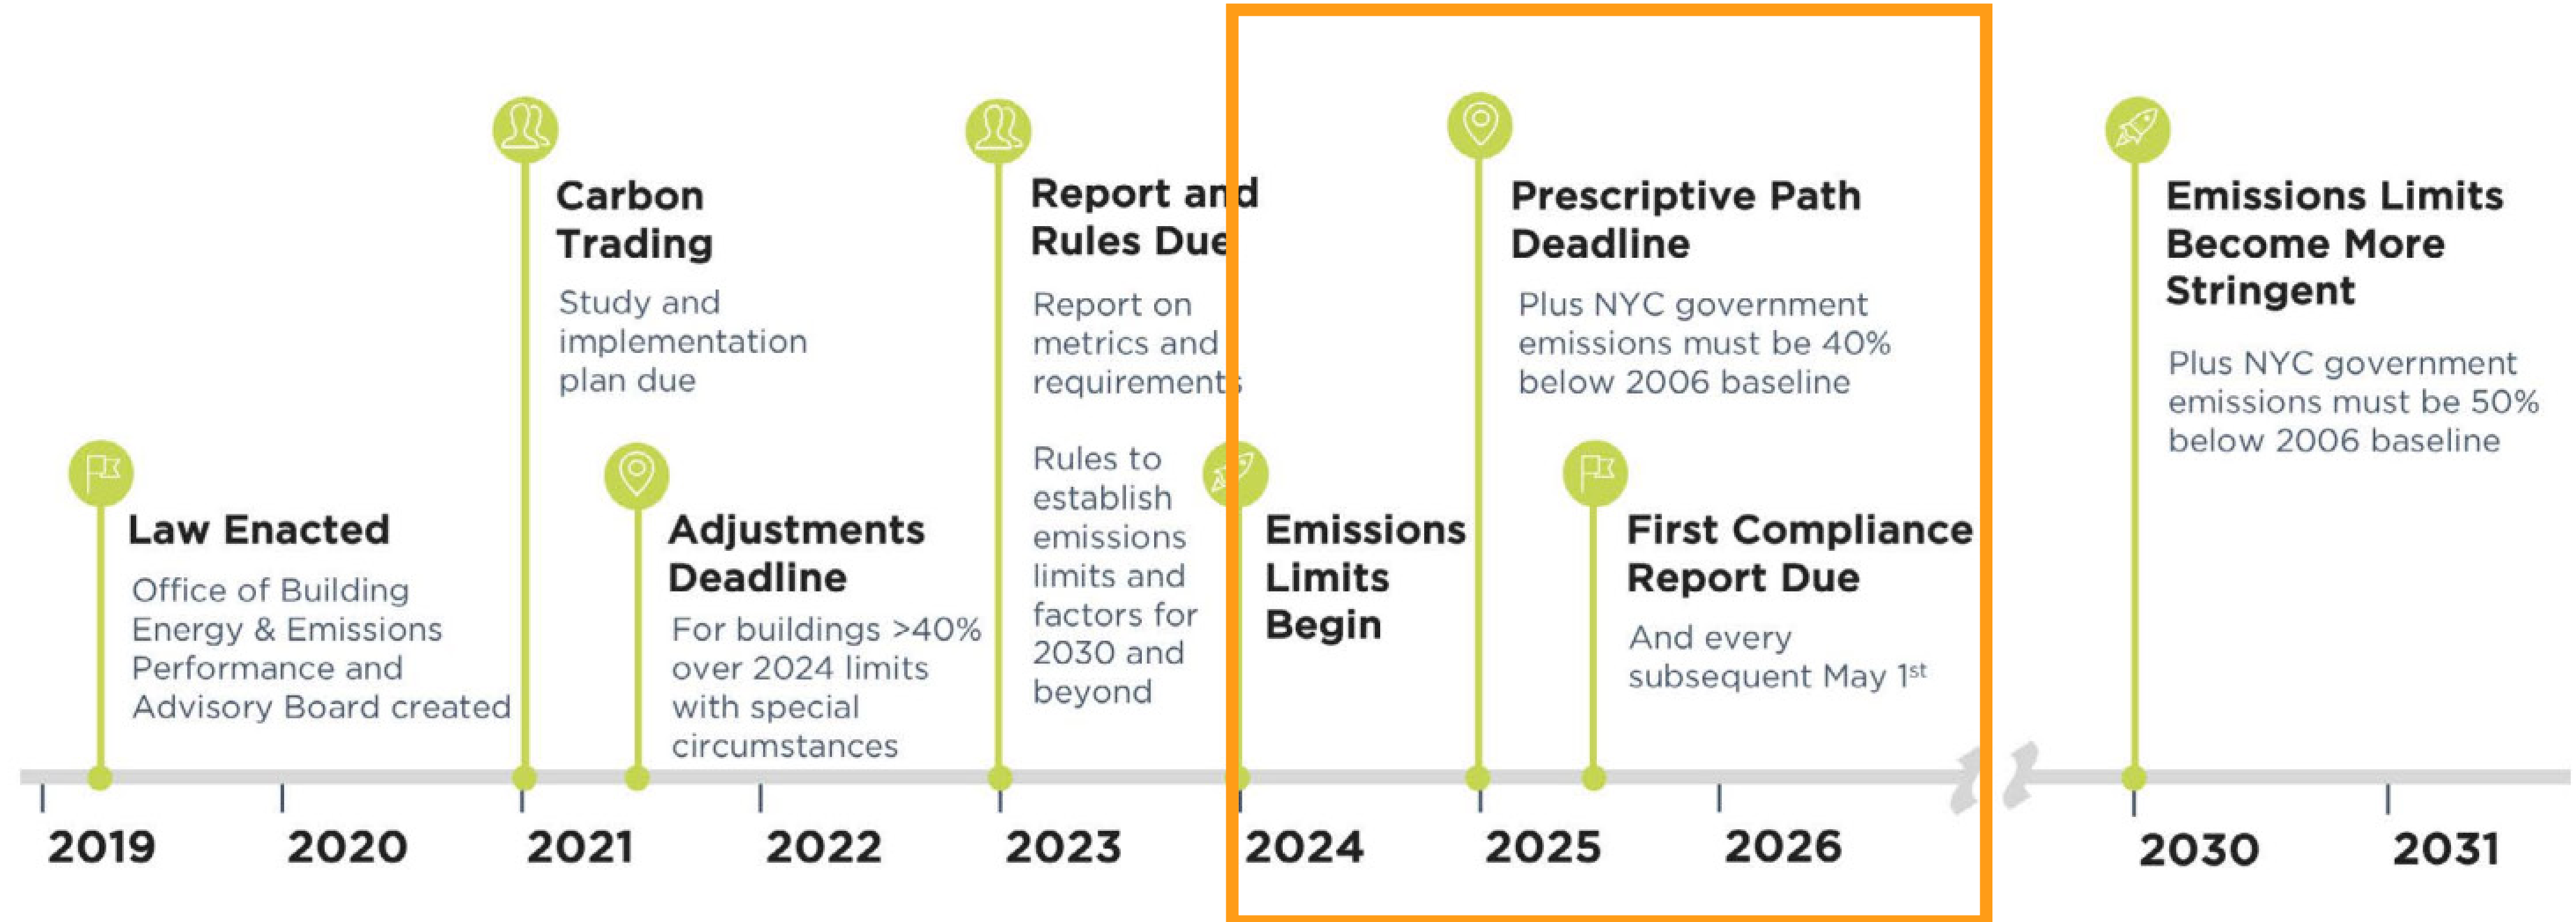 Law Enacted
Office of Building
Energy & Emissions
Performance and
Advisory Board created
Carbon
Trading
Study and
implementation
plan due
Adjustments
Deadline
For buildings >40%
over 2024 limits
with special
circumstances
Report and
Rules Due
Report on
metrics and
requirements
Rules to
establish
emissions
limits and
factors for
2030 and
beyond
Emissions
Limits
Begin
Prescriptive Path
Deadline
Plus NYC government
emissions must be 40%
below 2006 baseline
First Compliance
Report Due
And every
subsequent May 1st
Emissions Limits
Become More
Stringent
Plus NYC government
emissions must be 50%
below 2006 baseline
2019 2020 2021 2022 2023 2024 2025 2026 2030 2031